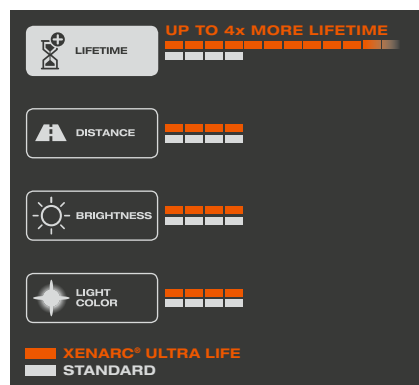 UP TO 4x MORE LIFETIME
LIFETIME
DISTANCE
BRIGHTNESS
LIGHT
COLOR
XENARC® ULTRA LIFE
STANDARD